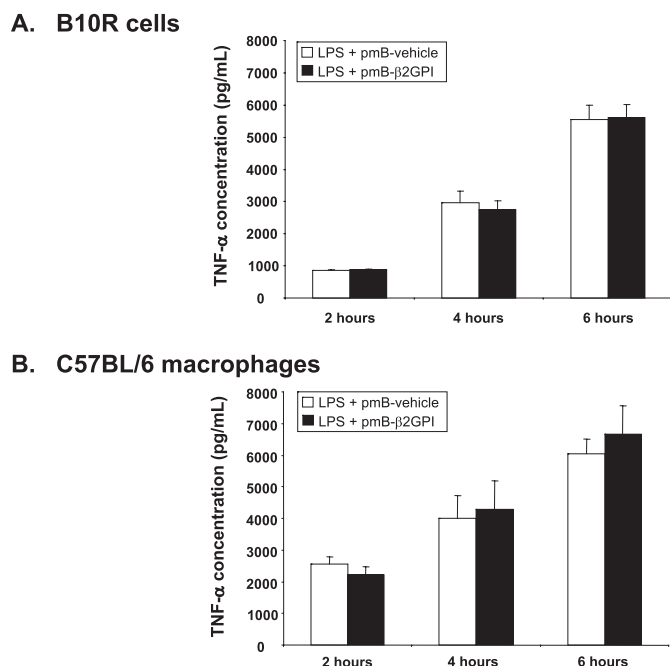 A. B10R cells
TNF-α concentration (pg/mL)
8000
7000
6000
5000
4000
3000
2000
1000
0
LPS + pmB-vehicle
LPS + pmb-β2GPI
2 hours 4 hours 6 hours
B. C57BL/6 macrophages
TNF-α concentration (pg/mL)
8000
7000
6000
5000
4000
3000
2000
1000
0
LPS + pmB-vehicle
LPS + pmB-β2GPI
2 hours 4 hours 6 hours